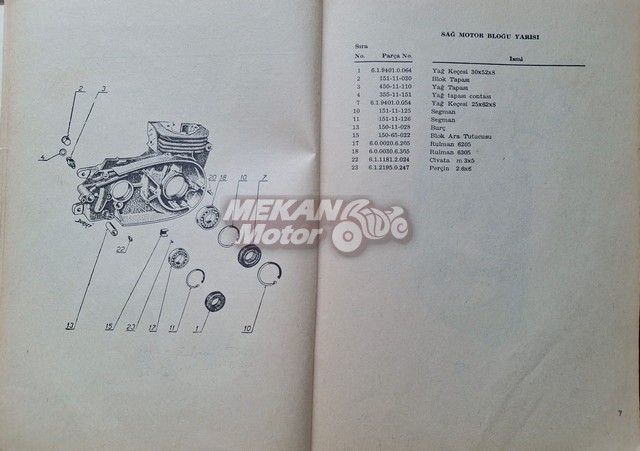 2
3
4
20
18
10
7
22
13
15
23
17
11
1
10
MEKAN
Motor
SAĞ MOTOR BLOĞU YARISI
Sıra
No. Parça No. İsmi
1 6.1.9401.0.064 Yağ Keçesi 30x52x8
2 151-11-020 Blok Tapası
3 450-11-110 Yağ Tapası
4 355-11-151 Yağ tapası contası
7 6.1.9401.0.054 Yağ Keçesi 25x62x8
10 151-11-125 Segman
11 151-11-126 Segman
13 150-11-028 Burç
15 150-65-022 Blok Ara Tutucusu
17 6.0.0020.6.205 Rulman 6205
18 6.0.0030.6.305 Rulman 6305
22 6.1.1181.2.024 Civata m 3x5
23 6.1.2195.0.247 Perçin 2.6x6
7